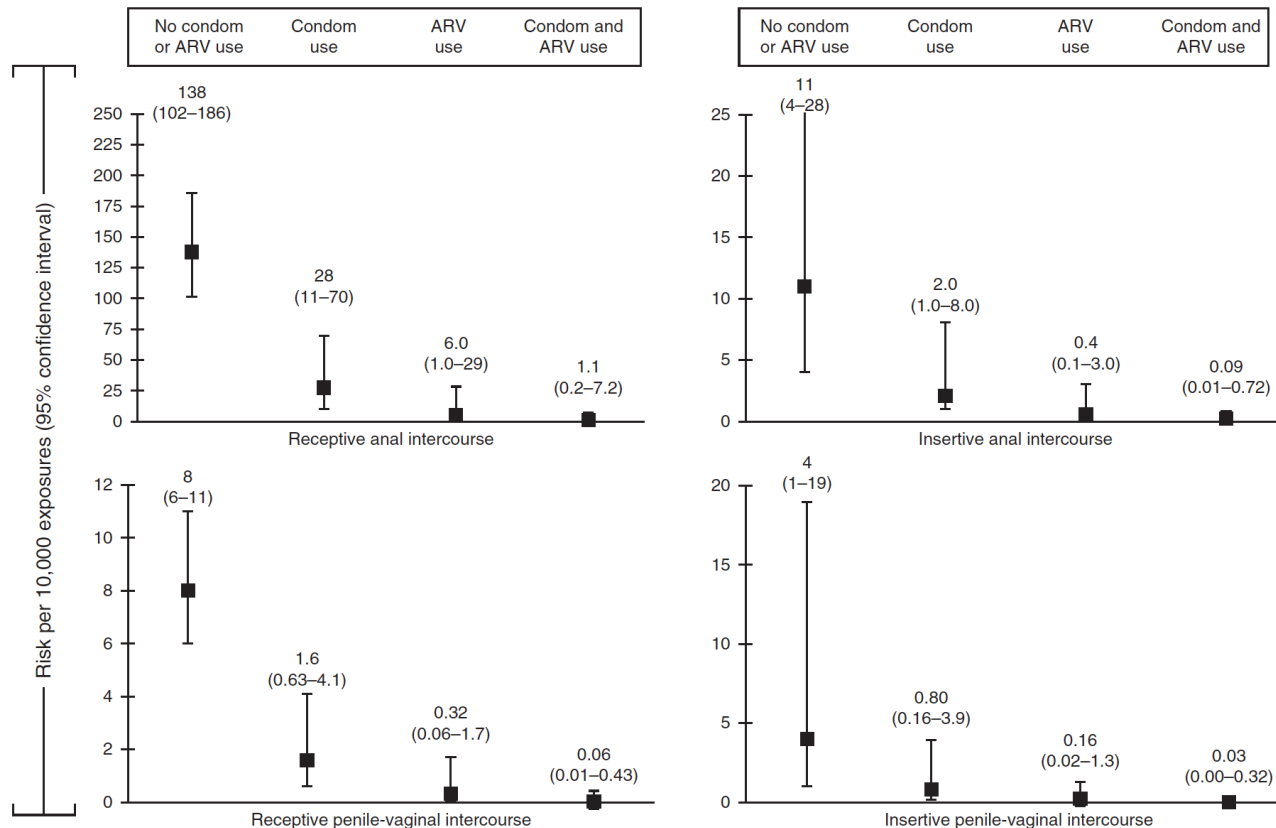 No condom
or ARV use
Condom
use
ARV
use
Condom and
ARV use
No condom
or ARV use
Condom
use
ARV
use
Condom and
ARV use
Risk per 10,000 exposures (95% confidence interval)
250
225
200
175
150
125
100
75
50
25
0
138
(102–186)
28
(11–70)
6.0
(1.0–29)
1.1
(0.2–7.2)
Receptive anal intercourse
25
20
15
10
5
0
11
(4–28)
2.0
(1.0–8.0)
0.4
(0.1–3.0)
0.09
(0.01–0.72)
Insertive anal intercourse
12
10
8
6
4
2
0
8
(6–11)
1.6
(0.63–4.1)
0.32
(0.06–1.7)
0.06
(0.01–0.43)
Receptive penile-vaginal intercourse
20
15
10
5
0
4
(1–19)
0.80
(0.16–3.9)
0.16
(0.02–1.3)
0.03
(0.00–0.32)
Insertive penile-vaginal intercourse